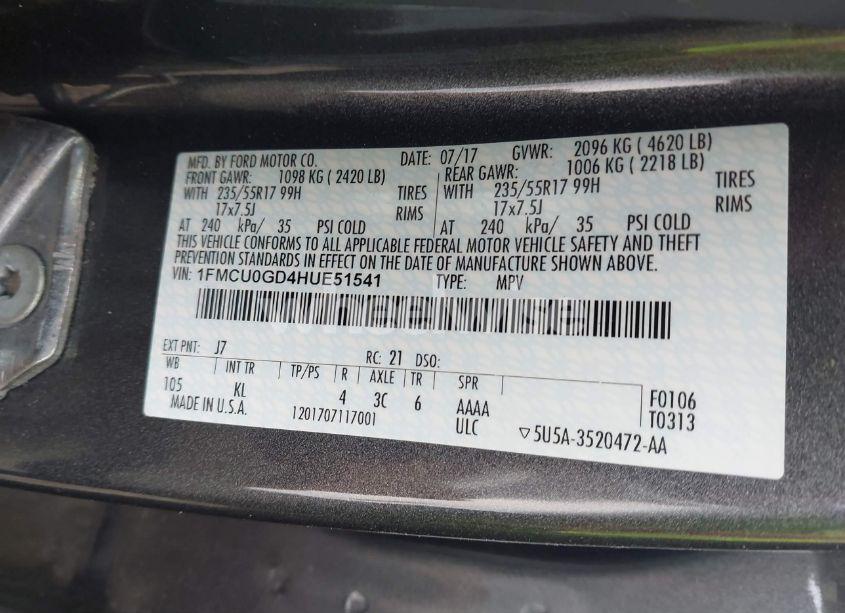 MFD. BY FORD MOTOR CO. DATE: 07/17 GVWR: 2096 KG ( 4620 LB)
FRONT GAWR: 1098 KG ( 2420 LB) REAR GAWR: 1006 KG ( 2218 LB)
WITH 235/55R17 99H TIRES WITH 235/55R17 99H TIRES
17x7.5J RIMS 17x7.5J RIMS
AT 240 kPa/ 35 PSI COLD AT 240 kPa/ 35 PSI COLD
THIS VEHICLE CONFORMS TO ALL APPLICABLE FEDERAL MOTOR VEHICLE SAFETY AND THEFT
PREVENTION STANDARDS IN EFFECT ON THE DATE OF MANUFACTURE SHOWN ABOVE.
VIN: 1FMCU0GD4HUE51541 TYPE: MPV
EXT PNT: J7 RC: 21 DSO:
WB INT TR TP/PS R AXLE TR SPR
105 KL 4 3C 6 AAAA F0106
MADE IN U.S.A. 1201707117001 ULC T0313
▽5U5A-3520472-AA